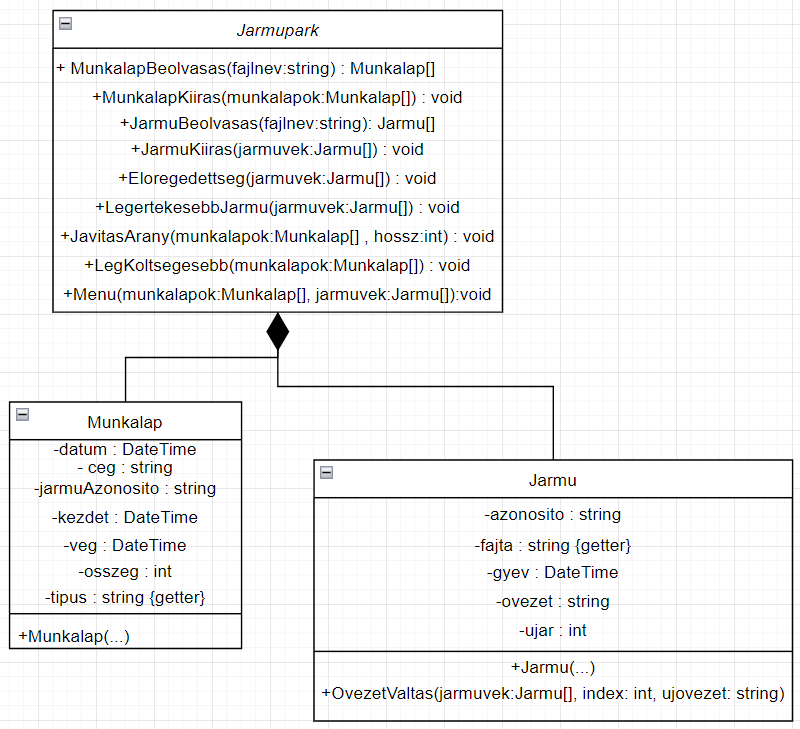 Jarmupark
+ MunkalapBeolvasas(fajlnev:string) : Munkalap[]
+MunkalapKiiras(munkalapok:Munkalap[]) : void
+JarmuBeolvasas(fajlnev:string): Jarmu[]
+JarmuKiiras(jarmuvek:Jarmu[]) : void
+Eloregedettseg(jarmuvek:Jarmu[]) : void
+LegertekesebbJarmu(jarmuvek:Jarmu[]) : void
+JavitasArany(munkalapok:Munkalap[] , hossz:int) : void
+LegKoltsegesebb(munkalapok:Munkalap[]) : void
+Menu(munkalapok:Munkalap[], jarmuvek:Jarmu[]):void
Munkalap
-datum : DateTime
- ceg : string
-jarmuAzonosito : string
-kezdet : DateTime
-veg : DateTime
-osszeg : int
-tipus : string {getter}
+Munkalap(...)
Jarmu
-azonosito : string
-fajta : string {getter}
-gyev : DateTime
-ovezet : string
-ujar : int
+Jarmu(...)
+OvezetValtas(jarmuvek:Jarmu[], index: int, ujovezet: string)